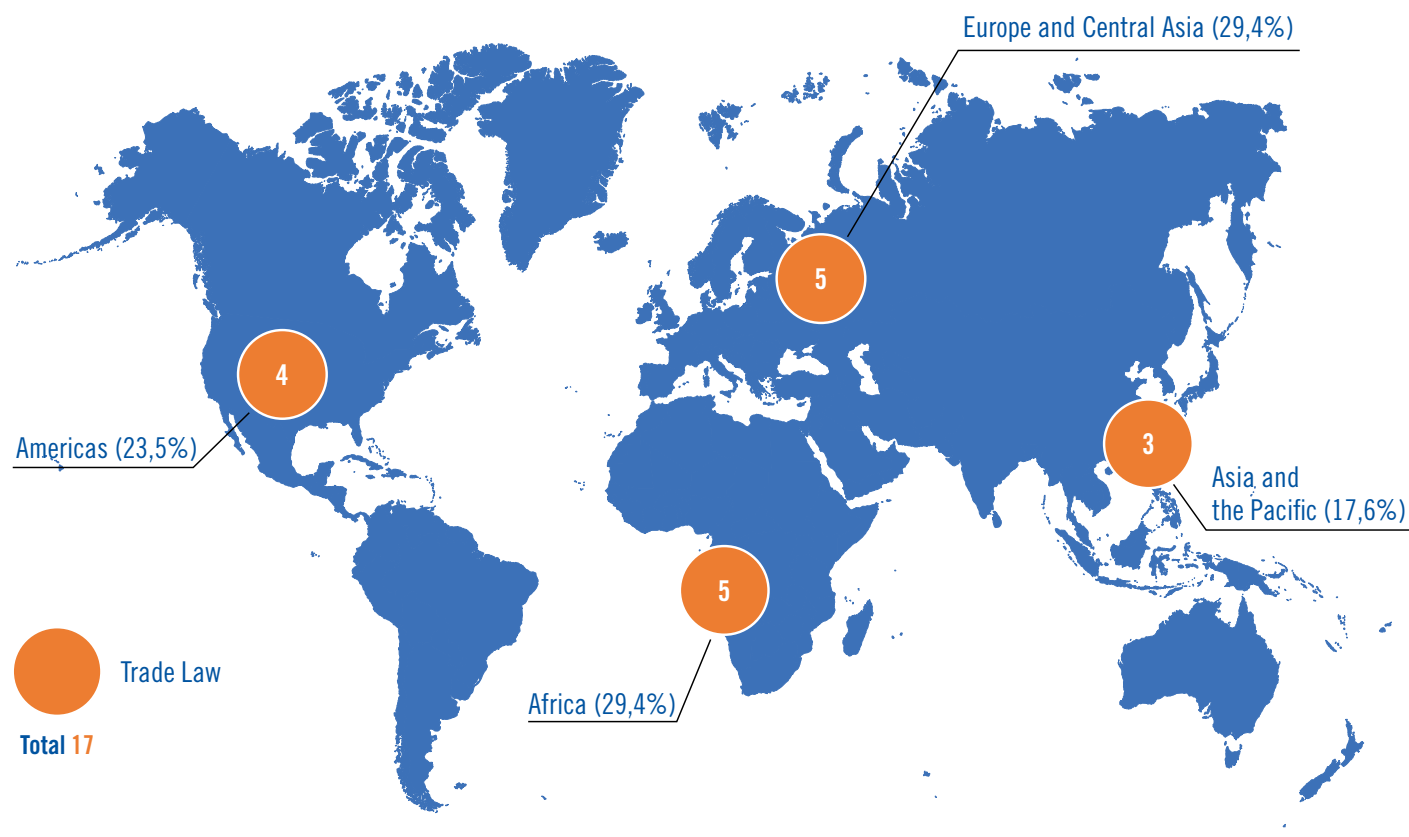 Europe and Central Asia (29,4%)
5
4
Americas (23,5%)
3
Asia and
the Pacific (17,6%)
5
Africa (29,4%)
Trade Law
Total 17